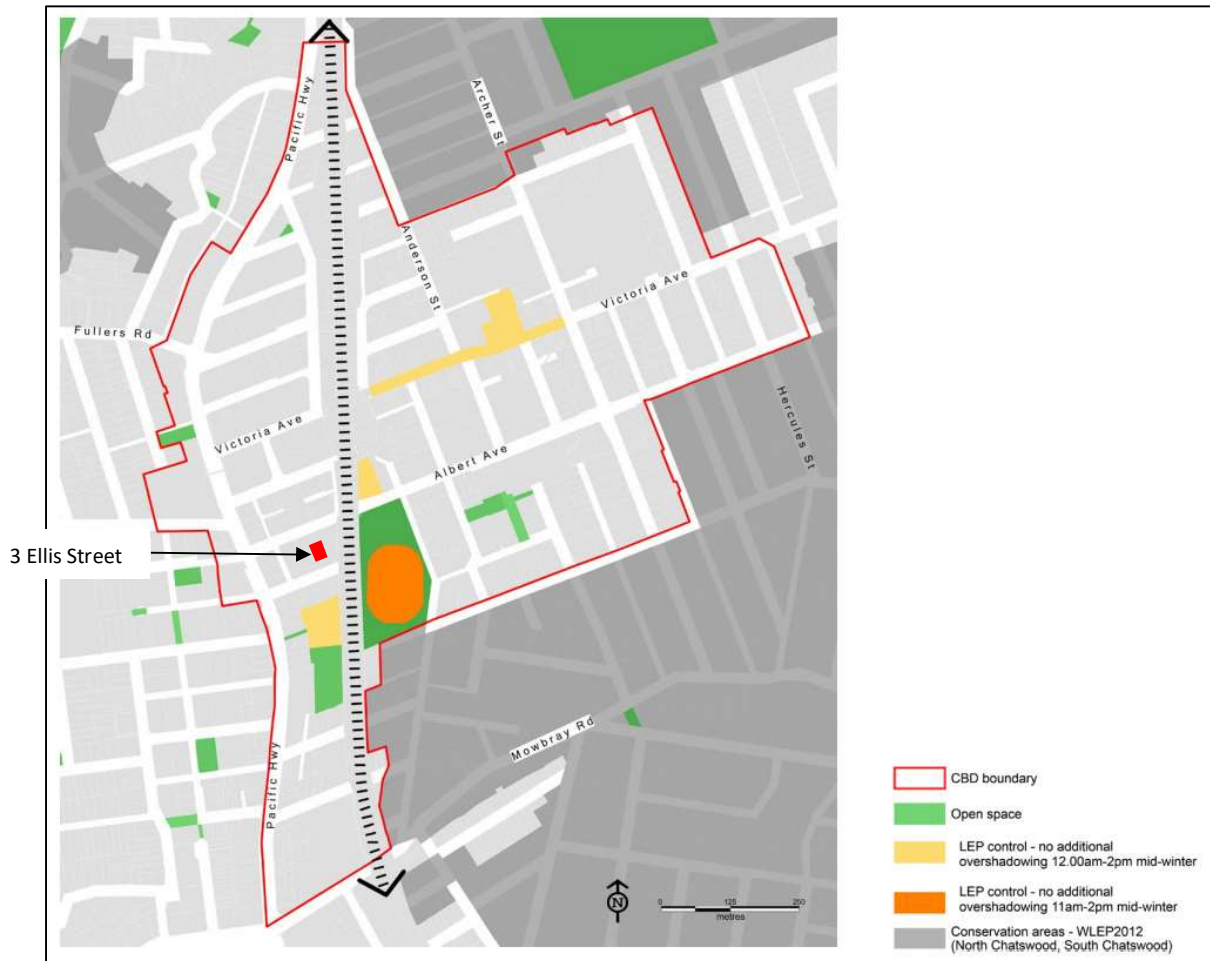 Pacific Hwy
Archer St
Anderson St
Victoria Ave
Fullers Rd
Hercules St
Victoria Ave
Albert Ave
3 Ellis Street
Mowbray Rd
Pacific Hwy
N
0 125 250
metres
CBD boundary
Open space
LEP control - no additional
overshadowing 12.00am-2pm mid-winter
LEP control - no additional
overshadowing 11am-2pm mid-winter
Conservation areas - WLEP2012
(North Chatswood, South Chatswood)